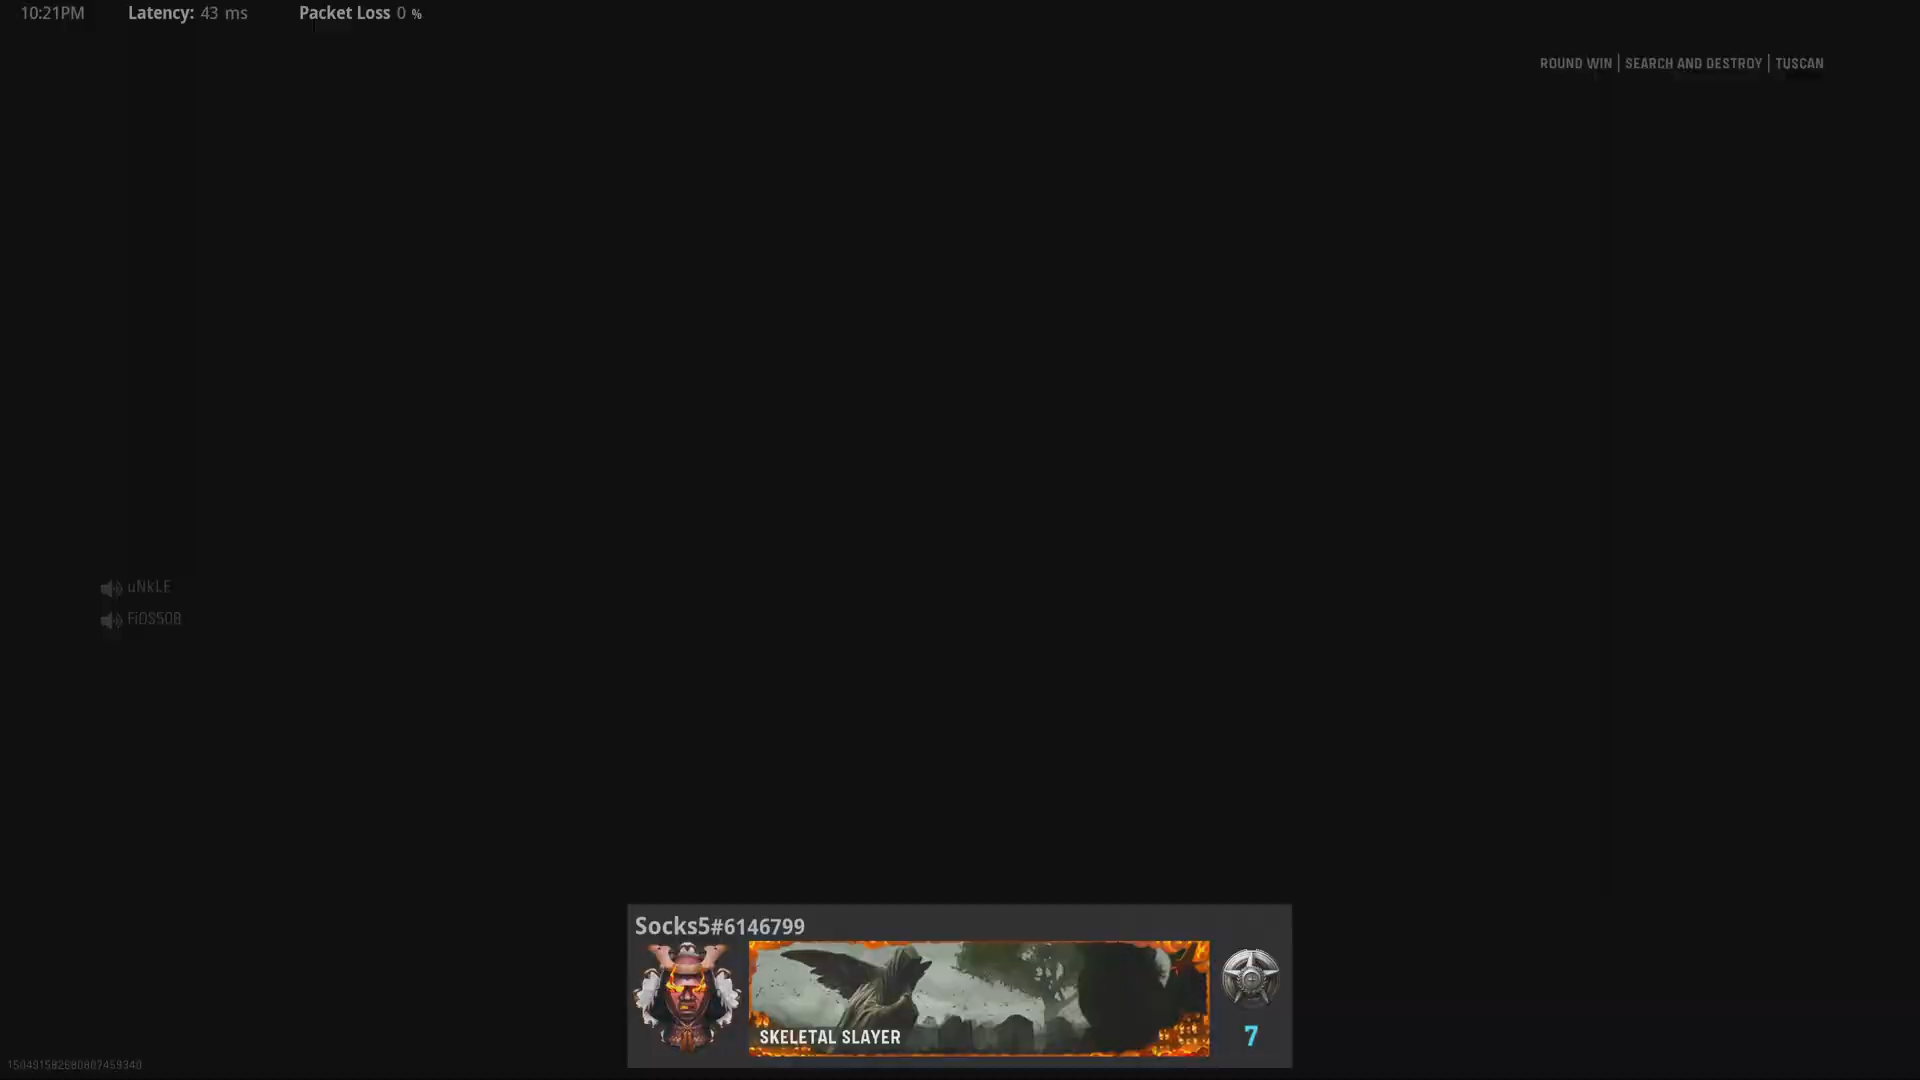 10:21PM Latency: 43 ms Packet Loss 0 %
ROUND WIN | SEARCH AND DESTROY | TUSCAN
uNkLE
FiDS508
Socks5#6146799
SKELETAL SLAYER
7